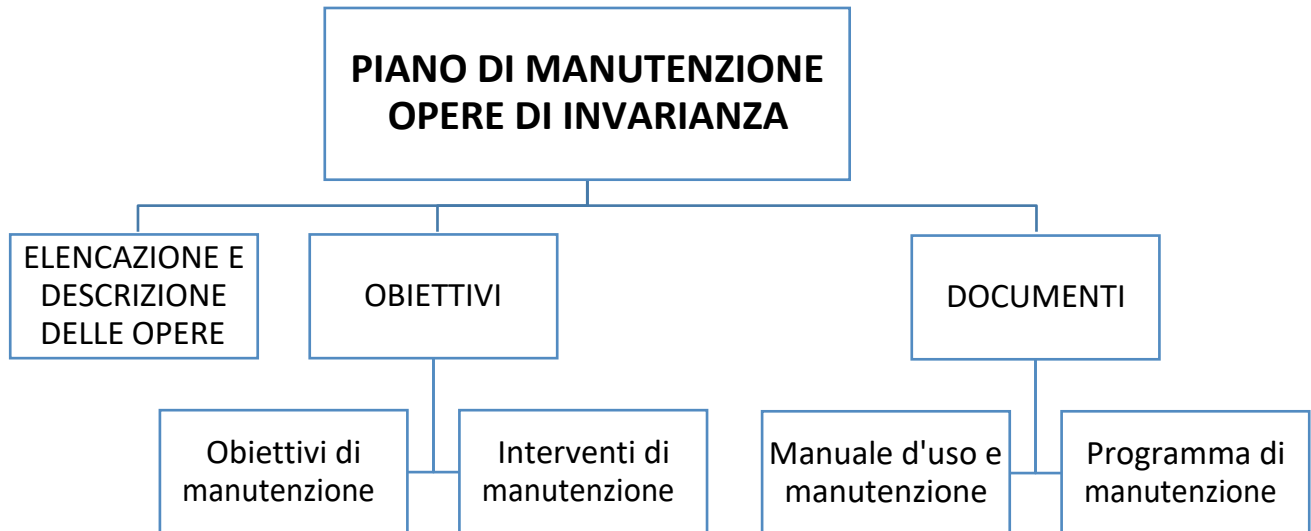 PIANO DI MANUTENZIONE
OPERE DI INVARIANZA
ELENCAZIONE E
DESCRIZIONE
DELLE OPERE
OBIETTIVI
DOCUMENTI
Obiettivi di
manutenzione
Interventi di
manutenzione
Manuale d'uso e
manutenzione
Programma di
manutenzione